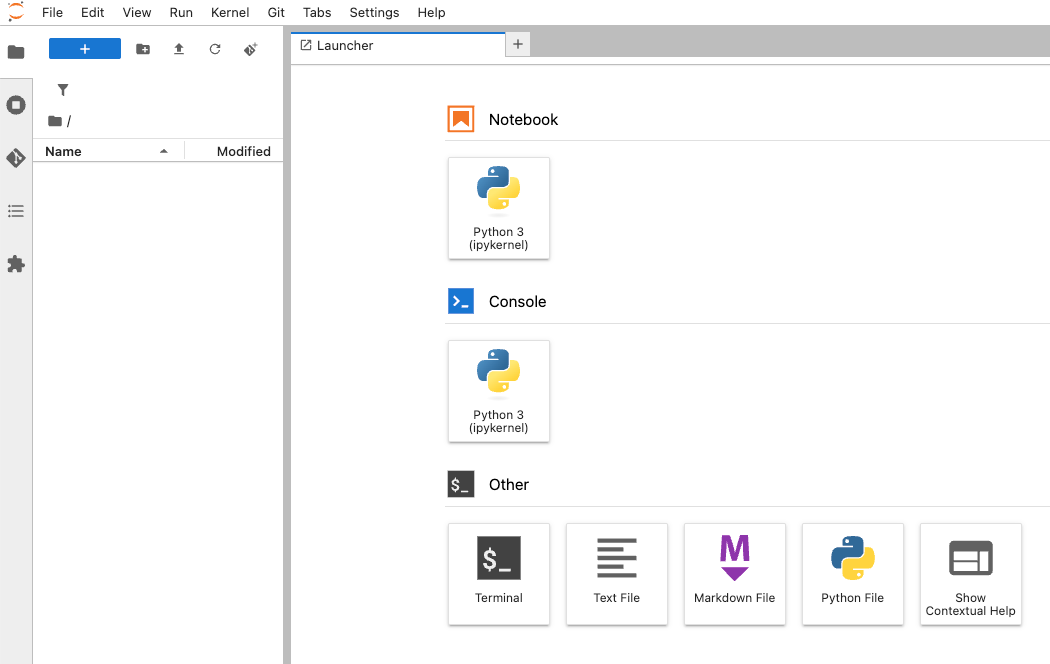 File Edit View Run Kernel Git Tabs Settings Help
Launcher
/
Name Modified
Notebook
Python 3
(ipykernel)
Console
Python 3
(ipykernel)
$_ Other
$_
M
Terminal Text File Markdown File Python File Show
Contextual Help